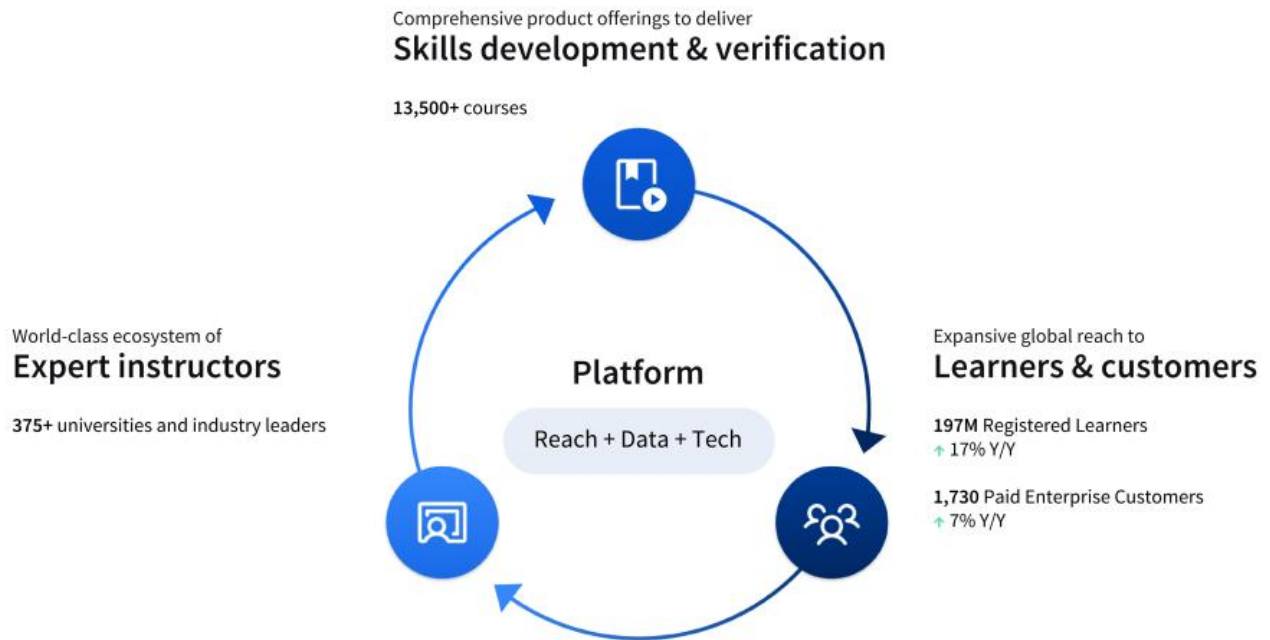 Comprehensive product offerings to deliver
Skills development & verification
13,500+ courses
World-class ecosystem of
Expert instructors
375+ universities and industry leaders
Platform
Reach + Data + Tech
Expansive global reach to
Learners & customers
197M Registered Learners
↑ 17% Y/Y
1,730 Paid Enterprise Customers
↑ 7% Y/Y